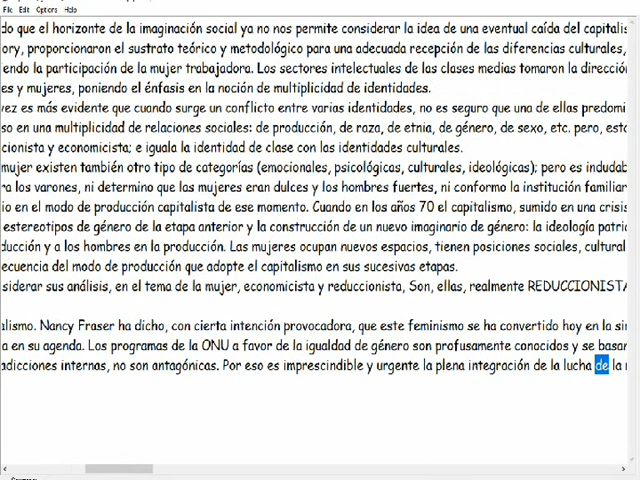 File Edit Options Help
do que el horizonte de la imaginación social ya no nos permite considerar la idea de una eventual caída del capitalis
ory, proporcionaron el sustrato teórico y metodológico para una adecuada recepción de las diferencias culturales,
endo la participación de la mujer trabajadora. Los sectores intelectuales de las clases medias tomaron la direcció
es y mujeres, poniendo el énfasis en la noción de multiplicidad de identidades.
vez es más evidente que cuando surge un conflicto entre varias identidades, no es seguro que una de ellas predomi
so en una multiplicidad de relaciones sociales: de producción, de raza, de etnia, de género, de sexo, etc. pero, esto
cionista y economicista; e iguala la identidad de clase con las identidades culturales.
mujer existen también otro tipo de categorías (emocionales, psicológicas, culturales, ideológicas); pero es indudab
ra los varones, ni determino que las mujeres eran dulces y los hombres fuertes, ni conformo la institución familiar
io en el modo de producción capitalista de ese momento. Cuando en los años 70 el capitalismo, sumido en una crisis
estereotipos de género de la etapa anterior y la construcción de un nuevo imaginario de género: la ideología patria
ducción y a los hombres en la producción. Las mujeres ocupan nuevos espacios, tienen posiciones sociales, cultural
ecuencia del modo de producción que adopte el capitalismo en sus sucesivas etapas.
siderar sus análisis, en el tema de la mujer, economicista y reduccionista, Son, ellas, realmente REDUCCIONISTA
alismo. Nancy Fraser ha dicho, con cierta intención provocadora, que este feminismo se ha convertido hoy en la sir
a en su agenda. Los programas de la ONU a favor de la igualdad de género son profusamente conocidos y se basan
adicciones internas, no son antagónicas. Por eso es imprescindible y urgente la plena integración de la lucha de la